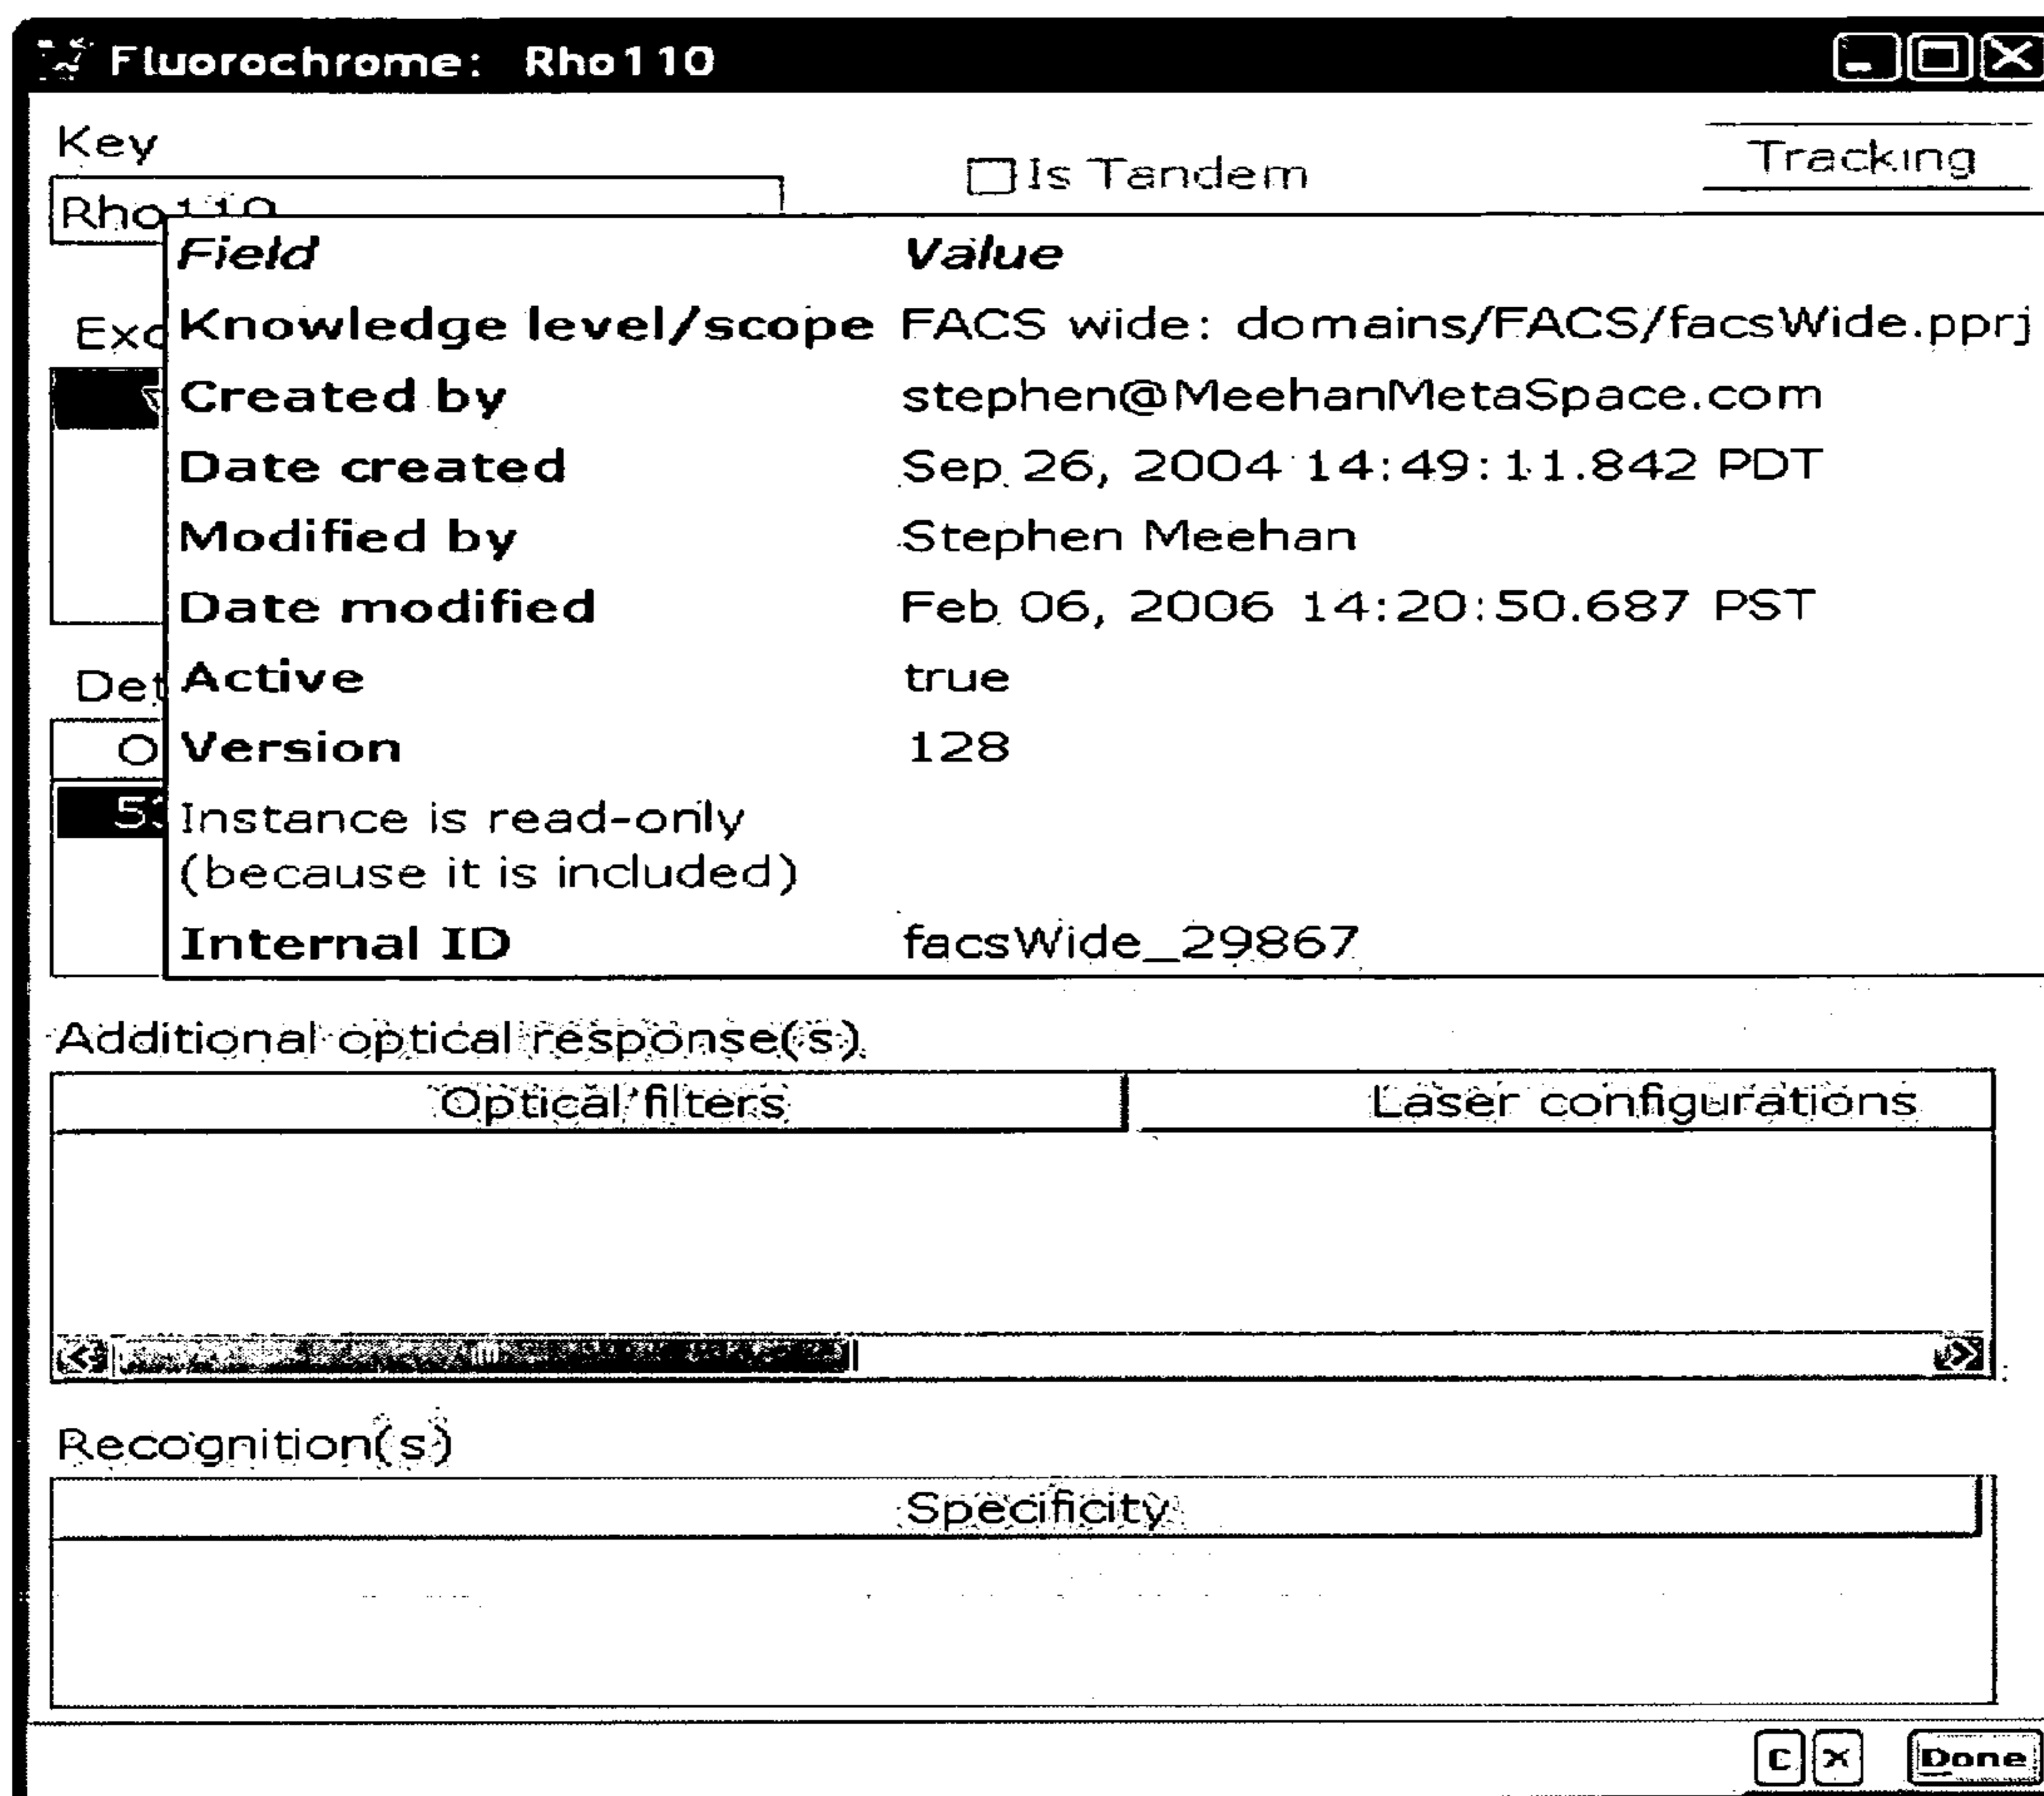 Fluorochrome: Rho110
Key
Is Tandem
Tracking
Rho110
Field Value
Knowledge level/scope FACS wide: domains/FACS/facsWide.pprj
Created by stephen@MeehanMetaSpace.com
Date created Sep 26, 2004 14:49:11.842 PDT
Modified by Stephen Meehan
Date modified Feb 06, 2006 14:20:50.687 PST
Active true
Version 128
Instance is read-only
(because it is included)
Internal ID facsWide_29867
Additional optical response(s)
Optical filters Laser configurations
Recognition(s)
Specificity
C X Done